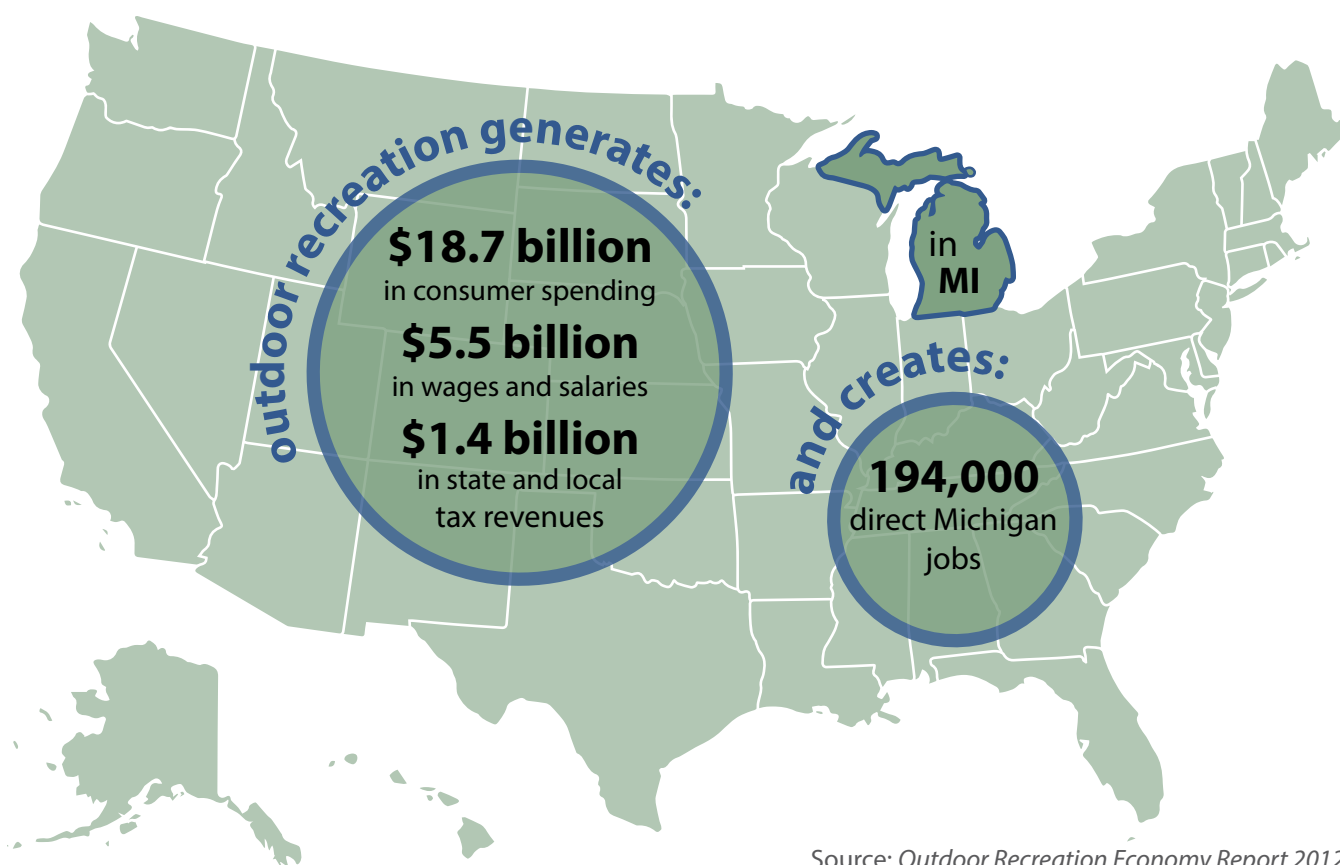 outdoor recreation generates:
$18.7 billion
in consumer spending
$5.5 billion
in wages and salaries
$1.4 billion
in state and local
tax revenues
in
MI
and creates:
194,000
direct Michigan
jobs
Source: Outdoor Recreation Economy Report 2012